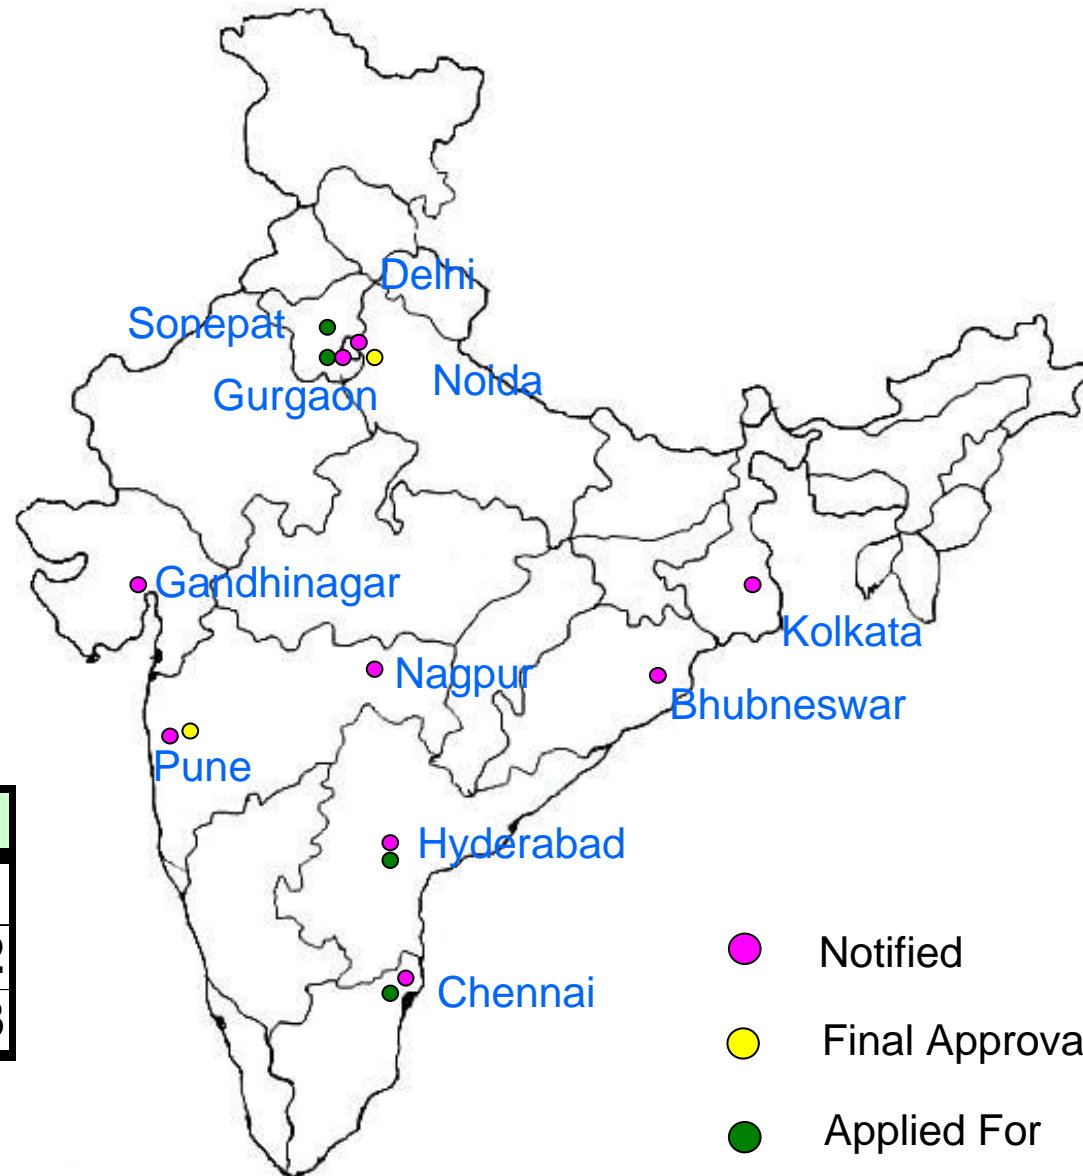 Delhi
Sonepat
Noida
Gurgaon
Gandhinagar
Kolkata
Nagpur
Bhubneswar
Pune
Hyderabad
Notified
Chennai
Final Approva
Applied For